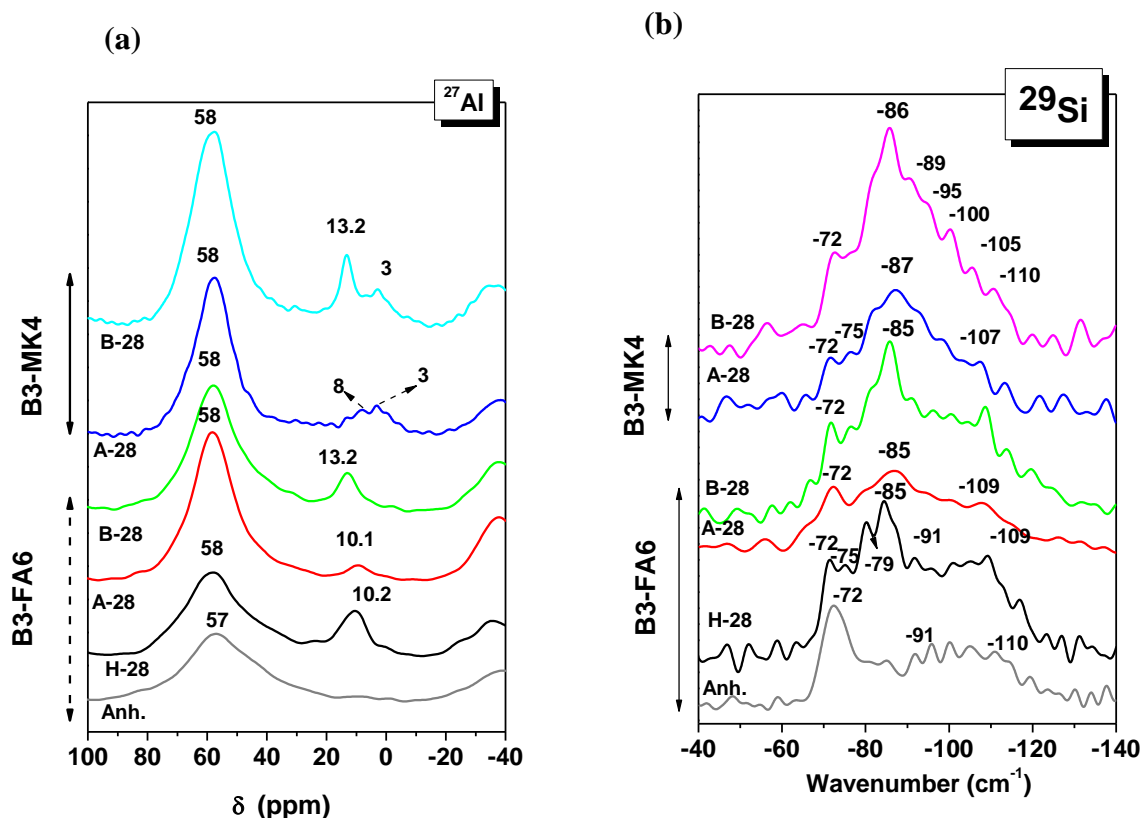 (a)
27Al
58
13.2
3
58
B-28
8
3
58
A-28
58
13.2
B-28
10.1
58
A-28
10.2
57
H-28
Anh.
B3-MK4
B3-FA6
100 80 60 40 20 0 -20 -40
δ (ppm)
(b)
29Si
-86
-89
-95
-100
-105
-110
-72
B-28
-87
-72
-75
-85
-107
A-28
-72
B-28
-72
-85
-109
A-28
-85
-72
-75
-79
-91
-109
H-28
-72
-91
-110
Anh.
B3-MK4
B3-FA6
-40 -60 -80 -100 -120 -140
Wavenumber (cm-1)